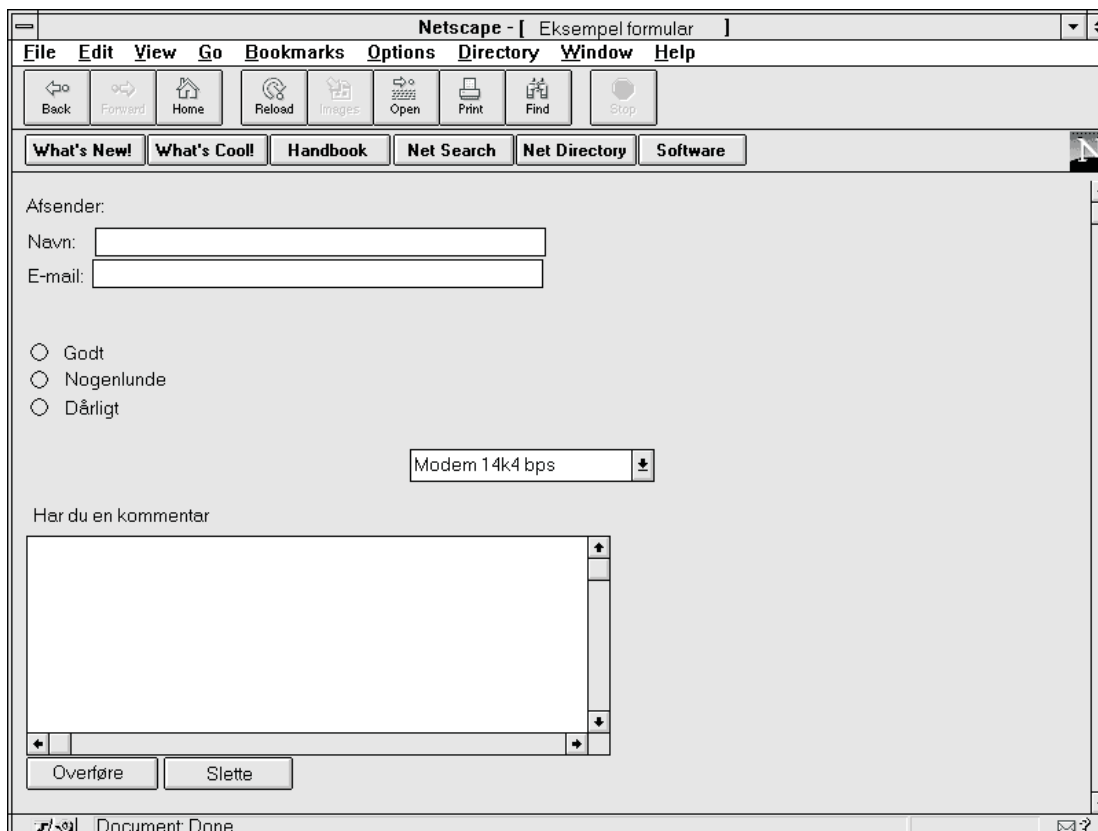 Netscape - [ Eksempel formular ]
File Edit View Go Bookmarks Options Directory Window Help
Back Forward Home Reload Images Open Print Find Stop
What's New! What's Cool! Handbook Net Search Net Directory Software
N
Afsender:
Navn:
E-mail:
Godt
Nogenlunde
Dårligt
Modem 14k4 bps
Har du en kommentar
Overføre Slette
Document: Done